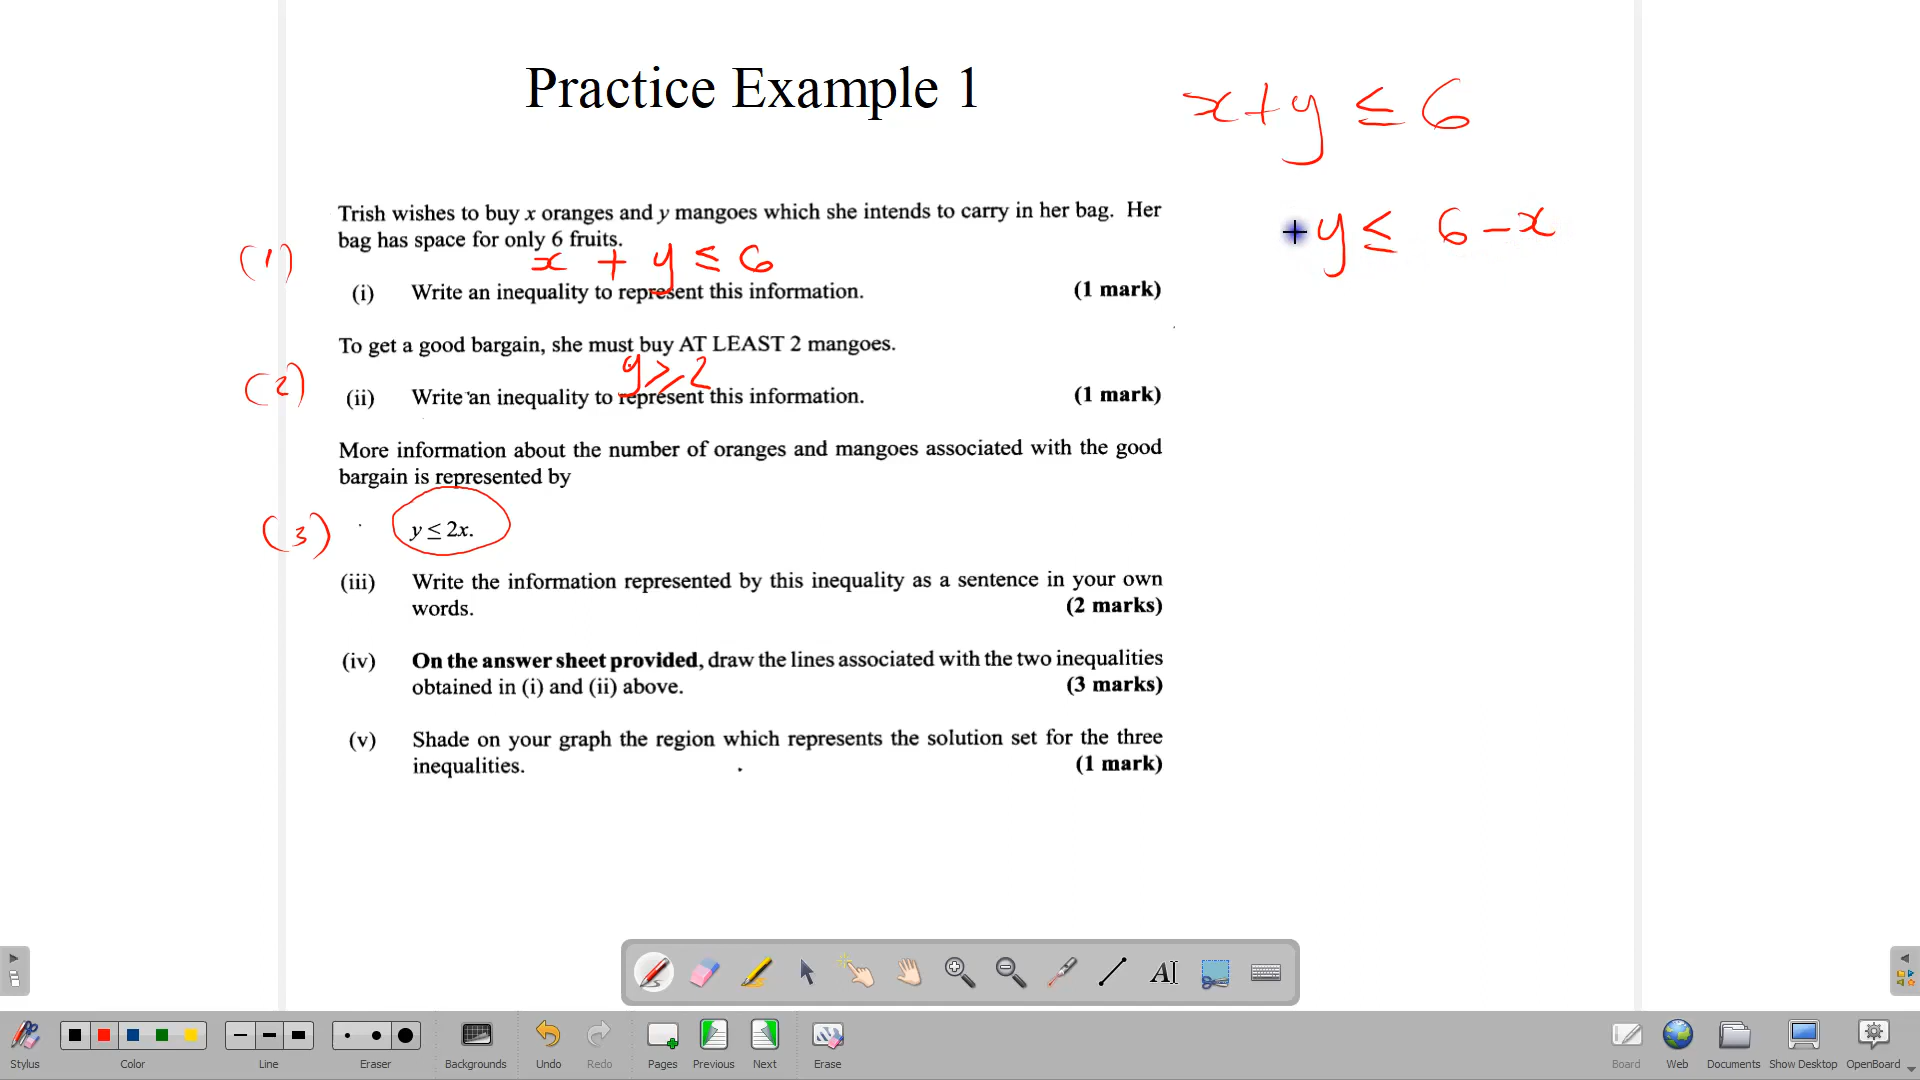 Practice Example 1
x + y ≤ 6
y ≤ 6 - x
Trish wishes to buy x oranges and y mangoes which she intends to carry in her bag. Her
bag has space for only 6 fruits.
(1) x + y ≤ 6
(i) Write an inequality to represent this information. (1 mark)
To get a good bargain, she must buy AT LEAST 2 mangoes.
(2) y ≥ 2
(ii) Write an inequality to represent this information. (1 mark)
More information about the number of oranges and mangoes associated with the good
bargain is represented by
(3) y ≤ 2x.
(iii) Write the information represented by this inequality as a sentence in your own
words. (2 marks)
(iv) On the answer sheet provided, draw the lines associated with the two inequalities
obtained in (i) and (ii) above. (3 marks)
(v) Shade on your graph the region which represents the solution set for the three
inequalities. (1 mark)
AI
Stylus Color Line Eraser Backgrounds Undo Redo Pages Previous Next Erase Board Web Documents Show Desktop OpenBoard